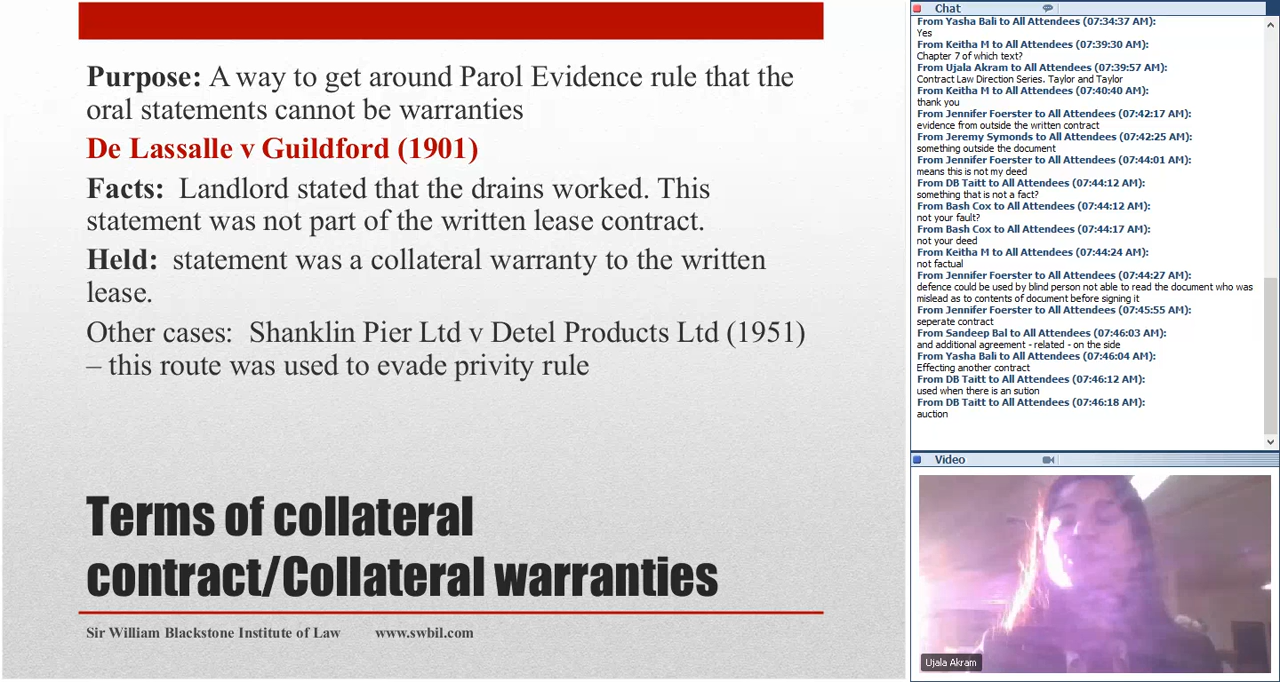 Purpose: A way to get around Parol Evidence rule that the
oral statements cannot be warranties
De Lassalle v Guildford (1901)
Facts: Landlord stated that the drains worked. This
statement was not part of the written lease contract.
Held: statement was a collateral warranty to the written
lease.
Other cases: Shanklin Pier Ltd v Detel Products Ltd (1951)
– this route was used to evade privity rule
Terms of collateral
contract/Collateral warranties
Sir William Blackstone Institute of Law www.swbil.com
Chat
From Yasha Bali to All Attendees (07:34:37 AM):
Yes
From Keitha M to All Attendees (07:39:30 AM):
Chapter 7 of which text?
From Ujala Akram to All Attendees (07:39:57 AM):
Contract Law Direction Series. Taylor and Taylor
From Keitha M to All Attendees (07:40:40 AM):
thank you
From Jennifer Foerster to All Attendees (07:42:17 AM):
evidence from outside the written contract
From Jeremy Symonds to All Attendees (07:42:25 AM):
something outside the document
From Jennifer Foerster to All Attendees (07:44:01 AM):
means this is not my deed
From DB Taitt to All Attendees (07:44:12 AM):
something that is not a fact?
From Bash Cox to All Attendees (07:44:12 AM):
not your fault?
From Bash Cox to All Attendees (07:44:17 AM):
not your deed
From Keitha M to All Attendees (07:44:24 AM):
not factual
From Jennifer Foerster to All Attendees (07:44:27 AM):
defence could be used by blind person not able to read the document who was
mislead as to contents of document before signing it
From Jennifer Foerster to All Attendees (07:45:55 AM):
seperate contract
From Sandeep Bal to All Attendees (07:46:03 AM):
and additional agreement - related - on the side
From Yasha Bali to All Attendees (07:46:04 AM):
Effecting another contract
From DB Taitt to All Attendees (07:46:12 AM):
used when there is an sution
From DB Taitt to All Attendees (07:46:18 AM):
auction
Video
Ujala Akram